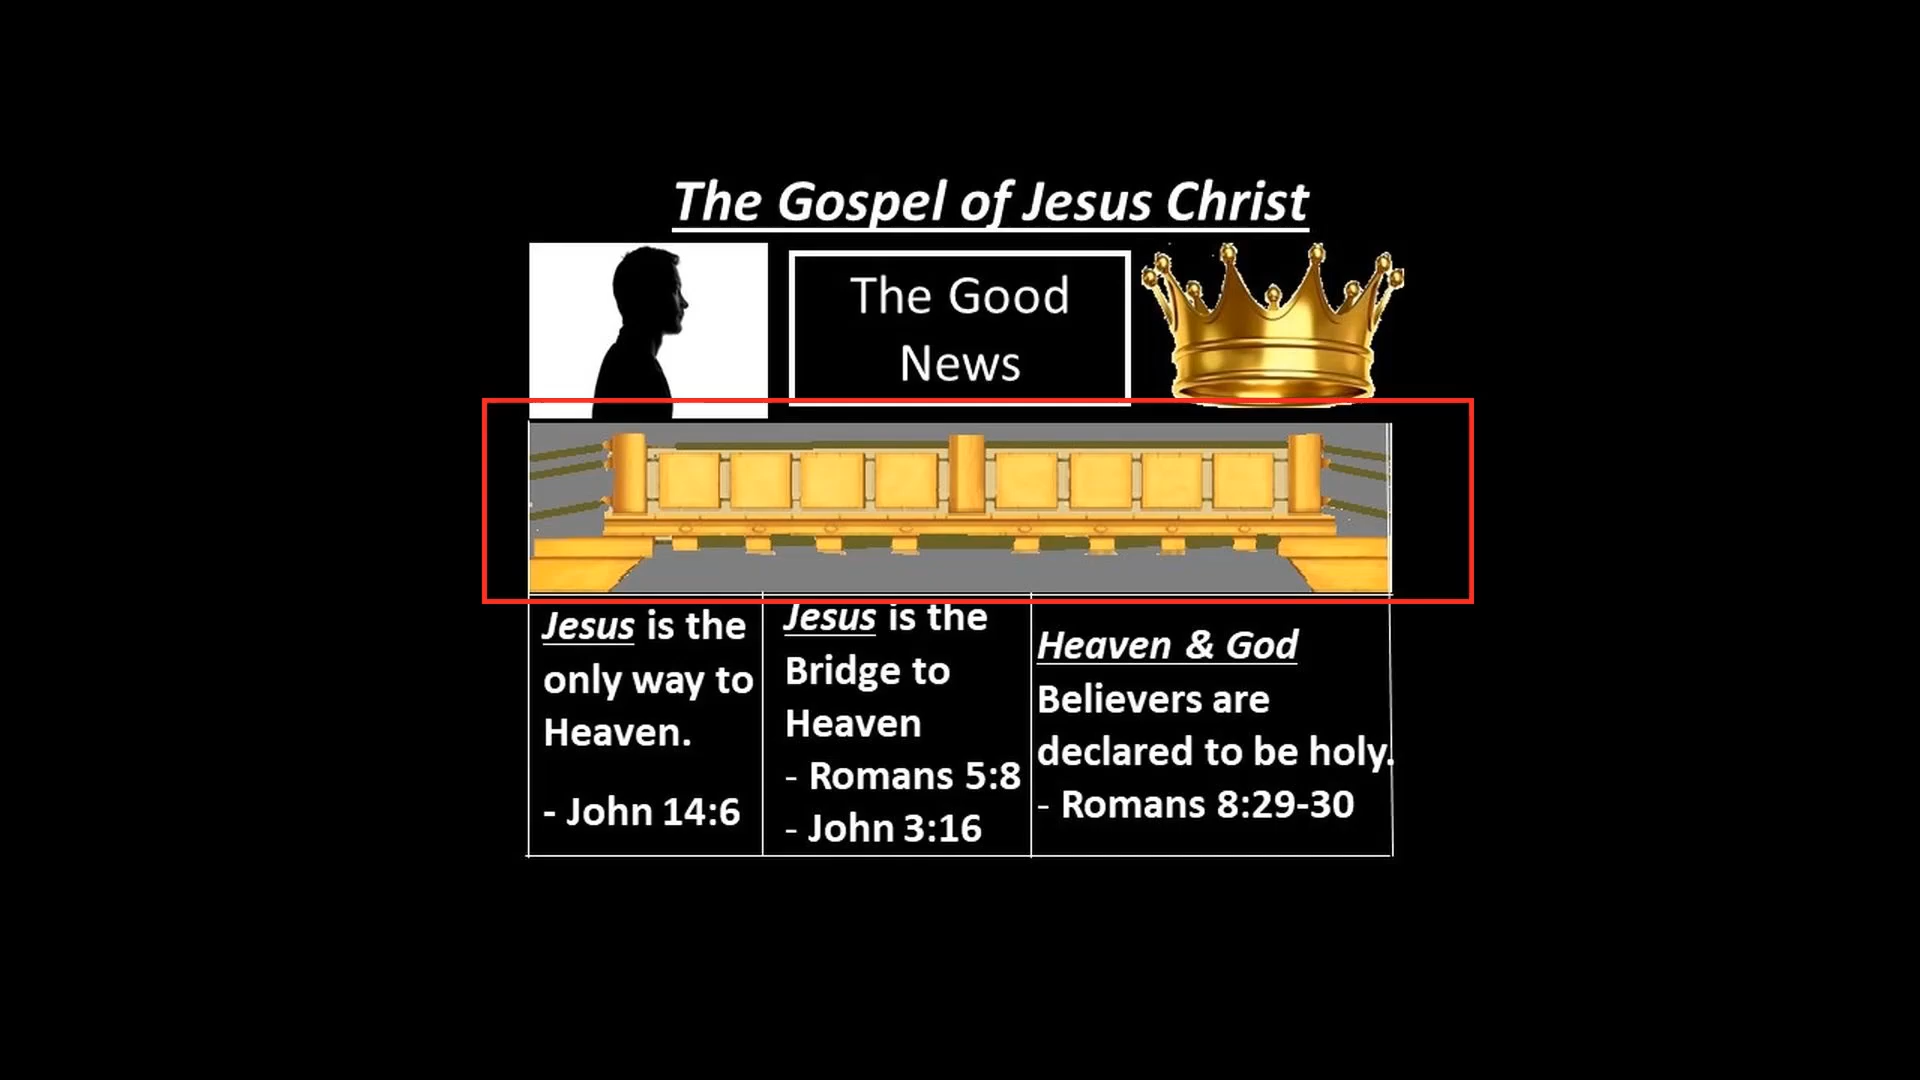 The Gospel of Jesus Christ
The Good
News
Jesus is the
only way to
Heaven.
- John 14:6
Jesus is the
Bridge to
Heaven
- Romans 5:8
- John 3:16
Heaven & God
Believers are
declared to be holy.
- Romans 8:29-30